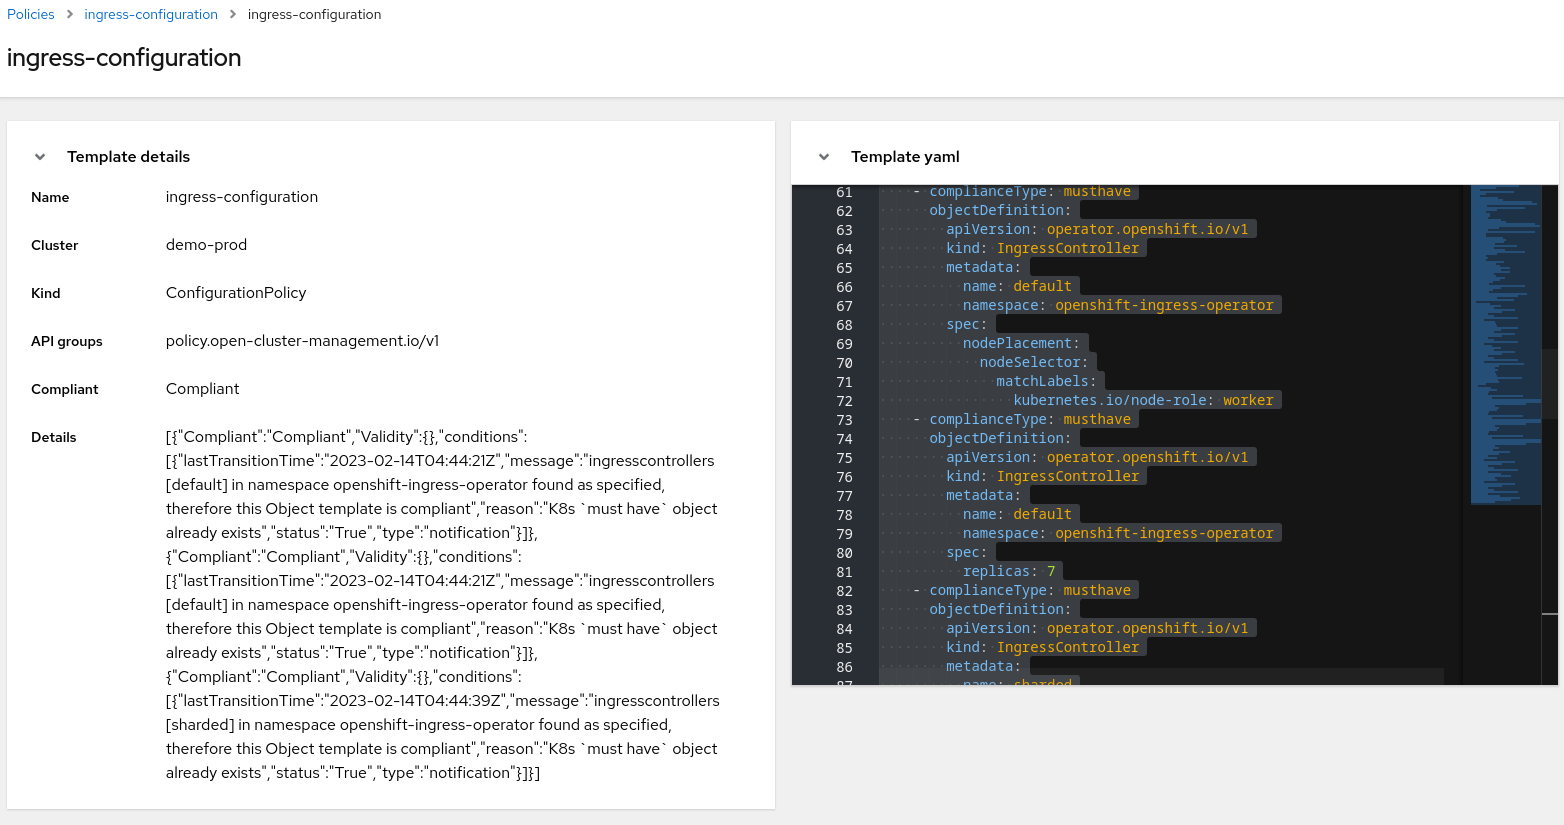 Policies > ingress-configuration > ingress-configuration
ingress-configuration
Template details
Name ingress-configuration
Cluster demo-prod
Kind ConfigurationPolicy
API groups policy.open-cluster-management.io/v1
Compliant Compliant
Details [{"Compliant":"Compliant","Validity":{},"conditions":
[{"lastTransitionTime":"2023-02-14T04:44:21Z","message":"ingresscontrollers
[default] in namespace openshift-ingress-operator found as specified,
therefore this Object template is compliant","reason":"K8s `must have` object
already exists","status":"True","type":"notification"}]},
{"Compliant":"Compliant","Validity":{},"conditions":
[{"lastTransitionTime":"2023-02-14T04:44:21Z","message":"ingresscontrollers
[default] in namespace openshift-ingress-operator found as specified,
therefore this Object template is compliant","reason":"K8s `must have` object
already exists","status":"True","type":"notification"}]},
{"Compliant":"Compliant","Validity":{},"conditions":
[{"lastTransitionTime":"2023-02-14T04:44:39Z","message":"ingresscontrollers
[sharded] in namespace openshift-ingress-operator found as specified,
therefore this Object template is compliant","reason":"K8s `must have` object
already exists","status":"True","type":"notification"}]}]
Template yaml
61 - complianceType: musthave
62 objectDefinition:
63 apiVersion: operator.openshift.io/v1
64 kind: IngressController
65 metadata:
66 name: default
67 namespace: openshift-ingress-operator
68 spec:
69 nodePlacement:
70 nodeSelector:
71 matchLabels:
72 kubernetes.io/node-role: worker
73 - complianceType: musthave
74 objectDefinition:
75 apiVersion: operator.openshift.io/v1
76 kind: IngressController
77 metadata:
78 name: default
79 namespace: openshift-ingress-operator
80 spec:
81 replicas: 7
82 - complianceType: musthave
83 objectDefinition:
84 apiVersion: operator.openshift.io/v1
85 kind: IngressController
86 metadata:
87 name: sharded